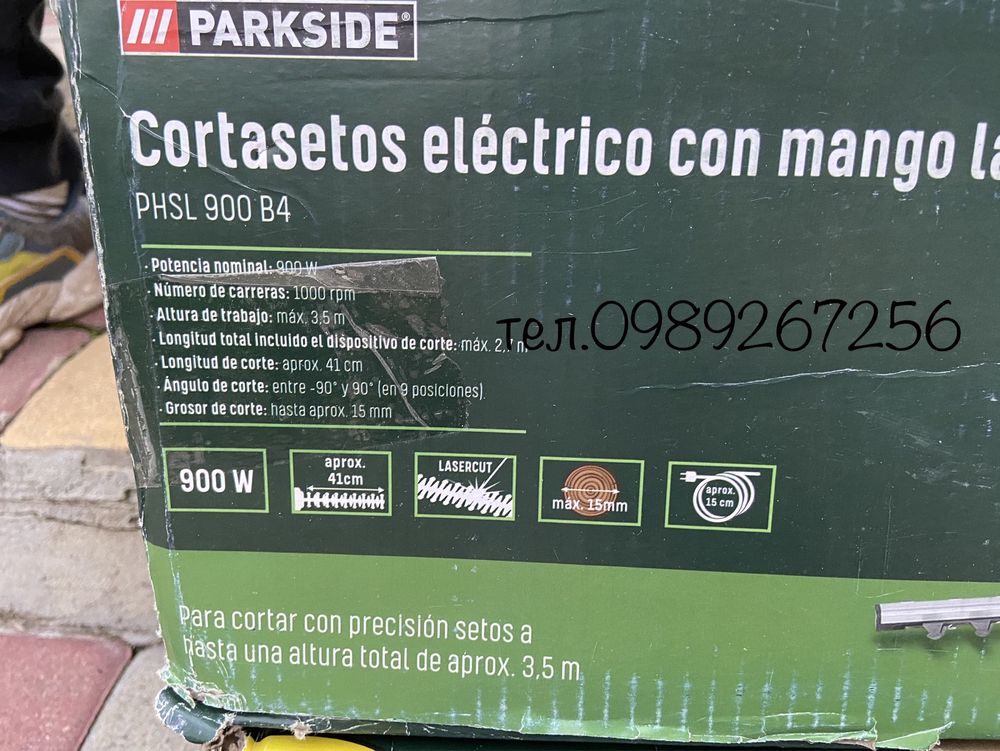 PARKSIDE®
Cortasetos eléctrico con mango
PHSL 900 B4
· Potencia nominal: 900 W
· Número de carreras: 1000 rpm
· Altura de trabajo: máx. 3,5 m
· Longitud total incluido el dispositivo de corte: máx. 2,7 m
тел.0989267256
· Longitud de corte: aprox. 41 cm
· Ángulo de corte: entre -90° y 90° (en 9 posiciones)
· Grosor de corte: hasta aprox. 15 mm
900 W
aprox.
41cm
LASERCUT
máx. 15mm
aprox.
15 cm
Para cortar con precisión setos a
hasta una altura total de aprox. 3,5 m